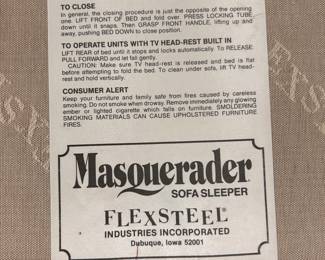 TO CLOSE
In general, the closing procedure is just the opposite of the opening
one. LIFT FRONT OF BED and fold over. PRESS LOCKING TUBE
down until it snaps. Then GRASP FRONT HANDLE, lifting up and
away, pushing BED DOWN to close position.
TO OPERATE UNITS WITH TV HEAD-REST BUILT IN
LIFT REAR of bed until it stops and locks automatically. To RELEASE:
PULL FORWARD and let fall gently.
CAUTION: Make sure TV head-rest is released and bed is flat
before attempting to fold the bed. To clean under sofa, lift TV head-
rest and hold vertically.
CONSUMER ALERT
Keep your furniture and family safe from fires caused by careless
smoking. Do not smoke when drowsy. Remove immediately any glowing
amber or lighted cigarette which falls on furniture. SMOLDERING
SMOKING MATERIALS CAN CAUSE UPHOLSTERED FURNITURE
FIRES.
Masquerader
SOFA SLEEPER
FLEXSTEEL®
INDUSTRIES INCORPORATED
Dubuque, Iowa 52001